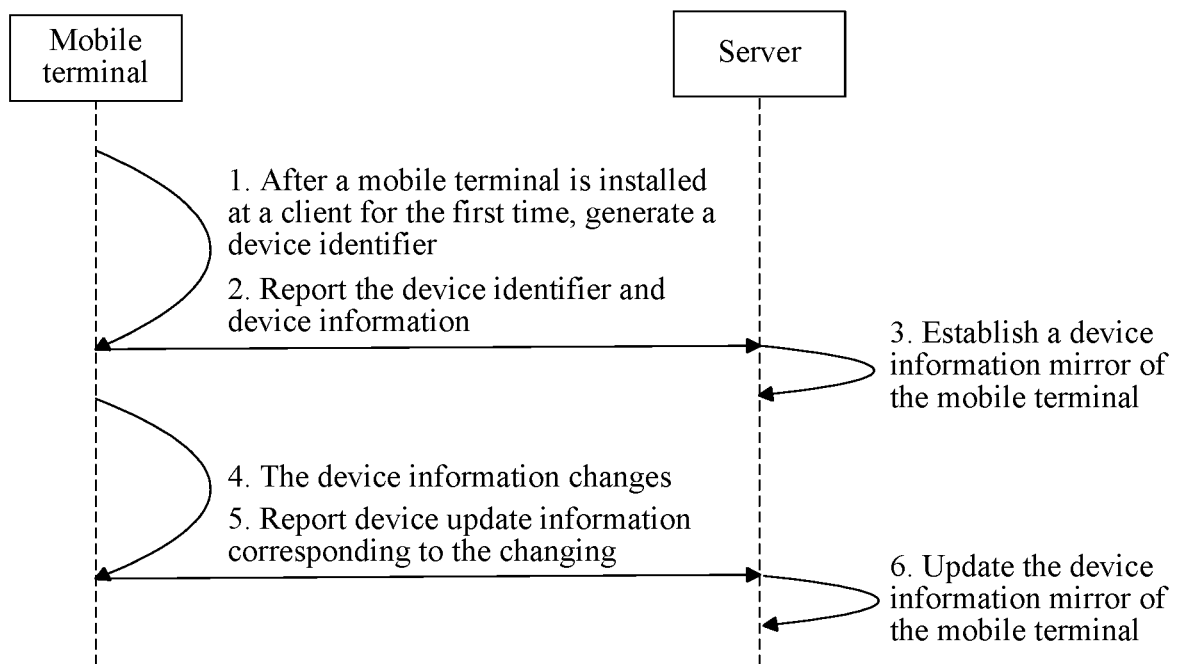 Mobile
terminal
Server
1. After a mobile terminal is installed
at a client for the first time, generate a
device identifier
2. Report the device identifier and
device information
3. Establish a device
information mirror of
the mobile terminal
4. The device information changes
5. Report device update information
corresponding to the changing
6. Update the device
information mirror of
the mobile terminal